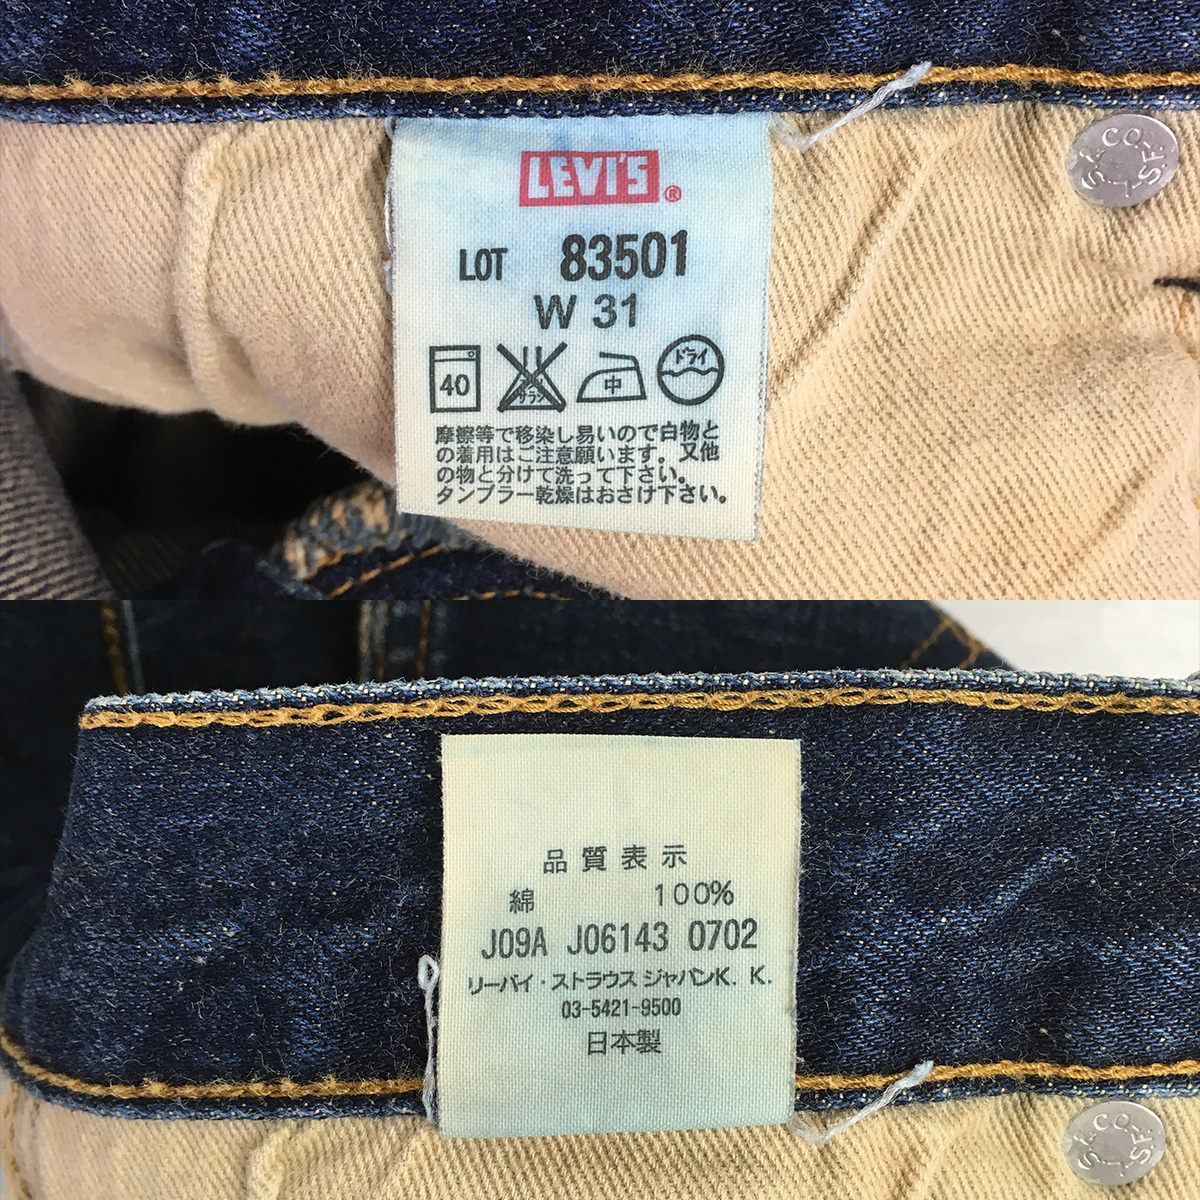 LEVI'S®
LOT 83501
W 31
40 サラシ 中 ドライ
摩擦等で移染し易いので白物と
の着用はご注意願います。又他
の物と分けて洗って下さい。
タンブラー乾燥はおさけ下さい。
L.S.&CO-S.F.
品質表示
綿 100%
J09A J06143 0702
リーバイ・ストラウス ジャパンK. K.
03-5421-9500
日本製